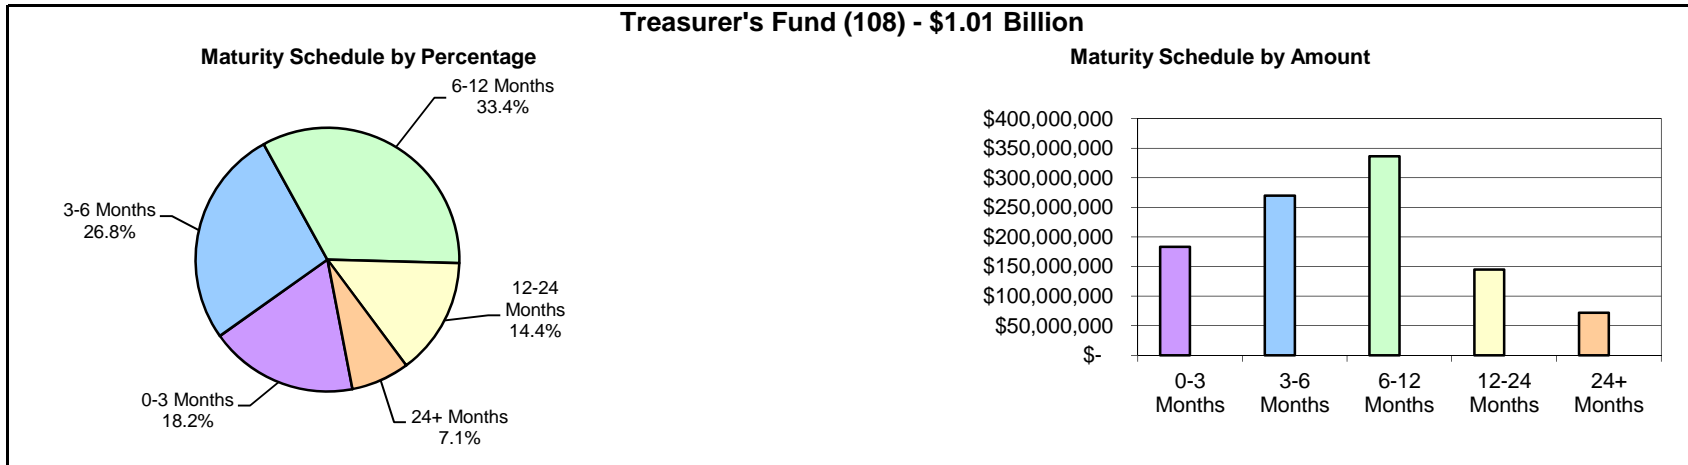 Treasurer's Fund (108) - $1.01 Billion
Maturity Schedule by Percentage
6-12 Months
33.4%
3-6 Months
26.8%
12-24
Months
14.4%
0-3 Months
18.2%
24+ Months
7.1%
Maturity Schedule by Amount
$400,000,000
$350,000,000
$300,000,000
$250,000,000
$200,000,000
$150,000,000
$100,000,000
$50,000,000
$-
0-3 3-6 6-12 12-24 24+
Months Months Months Months Months